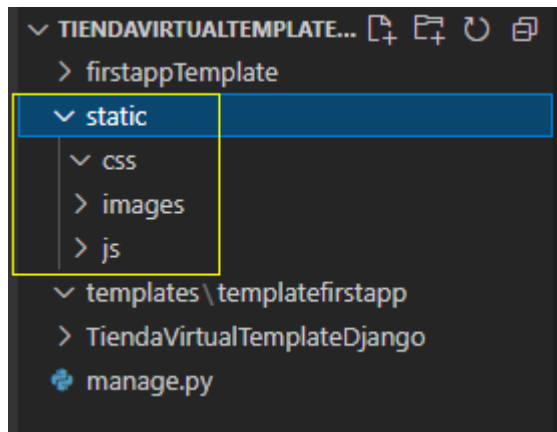 TIENDAVIRTUALTEMPLATE...
firstappTemplate
static
css
images
js
templates\templatefirstapp
TiendaVirtualTemplateDjango
manage.py